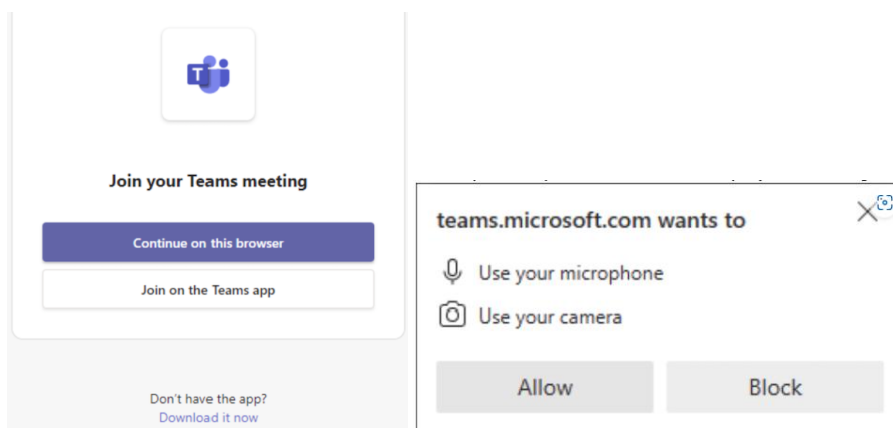 T
Join your Teams meeting
Continue on this browser
Join on the Teams app
Don't have the app?
Download it now
teams.microsoft.com wants to
Use your microphone
Use your camera
Allow
Block